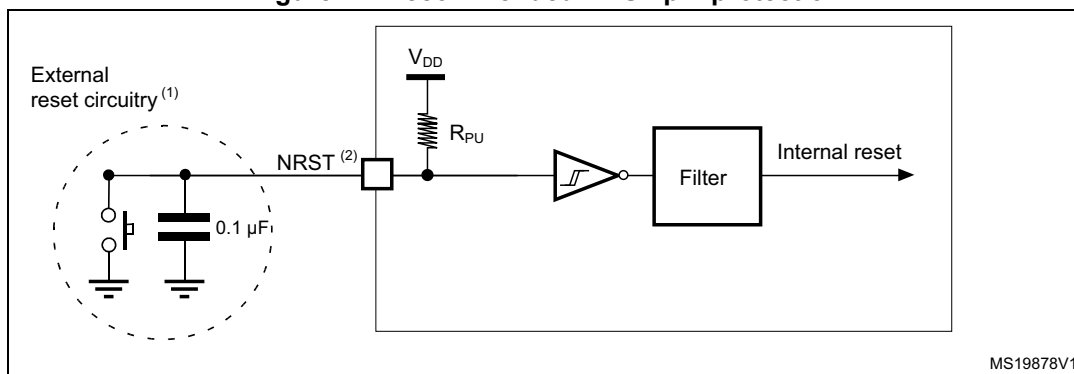 External
reset circuitry (1)
VDD
RPU
NRST (2)
0.1 μF
Filter
Internal reset
MS19878V1